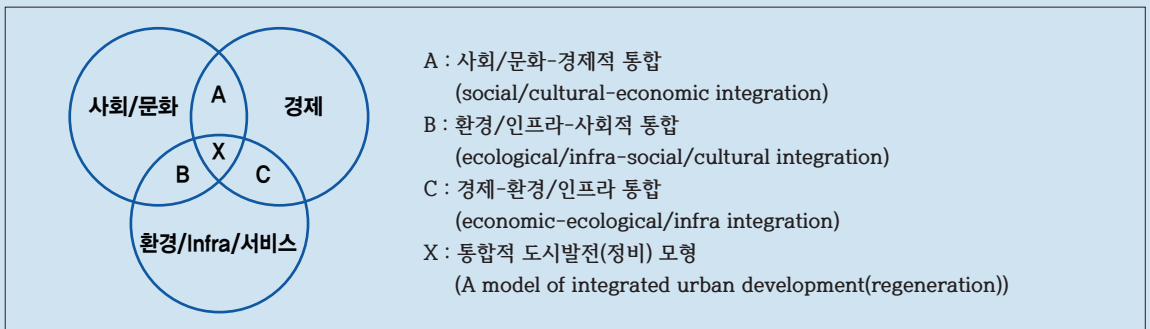 사회/문화
A
경제
X
B
C
환경/Infra/서비스
A : 사회/문화-경제적 통합
(social/cultural-economic integration)
B : 환경/인프라-사회적 통합
(ecological/infra-social/cultural integration)
C : 경제-환경/인프라 통합
(economic-ecological/infra integration)
X : 통합적 도시발전(정비) 모형
(A model of integrated urban development(regeneration))